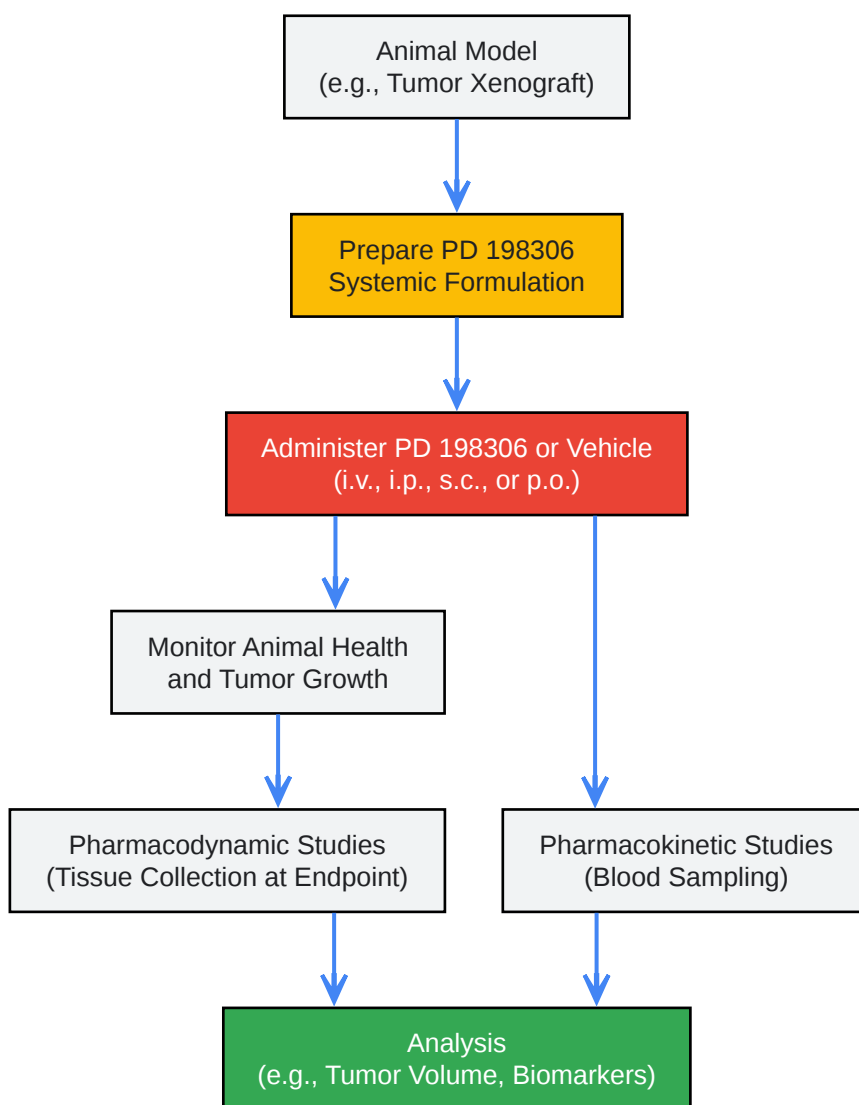 Animal Model
(e.g., Tumor Xenograft)
Prepare PD 198306
Systemic Formulation
Administer PD 198306 or Vehicle
(i.v., i.p., s.c., or p.o.)
Monitor Animal Health
and Tumor Growth
Pharmacodynamic Studies
(Tissue Collection at Endpoint)
Pharmacokinetic Studies
(Blood Sampling)
Analysis
(e.g., Tumor Volume, Biomarkers)